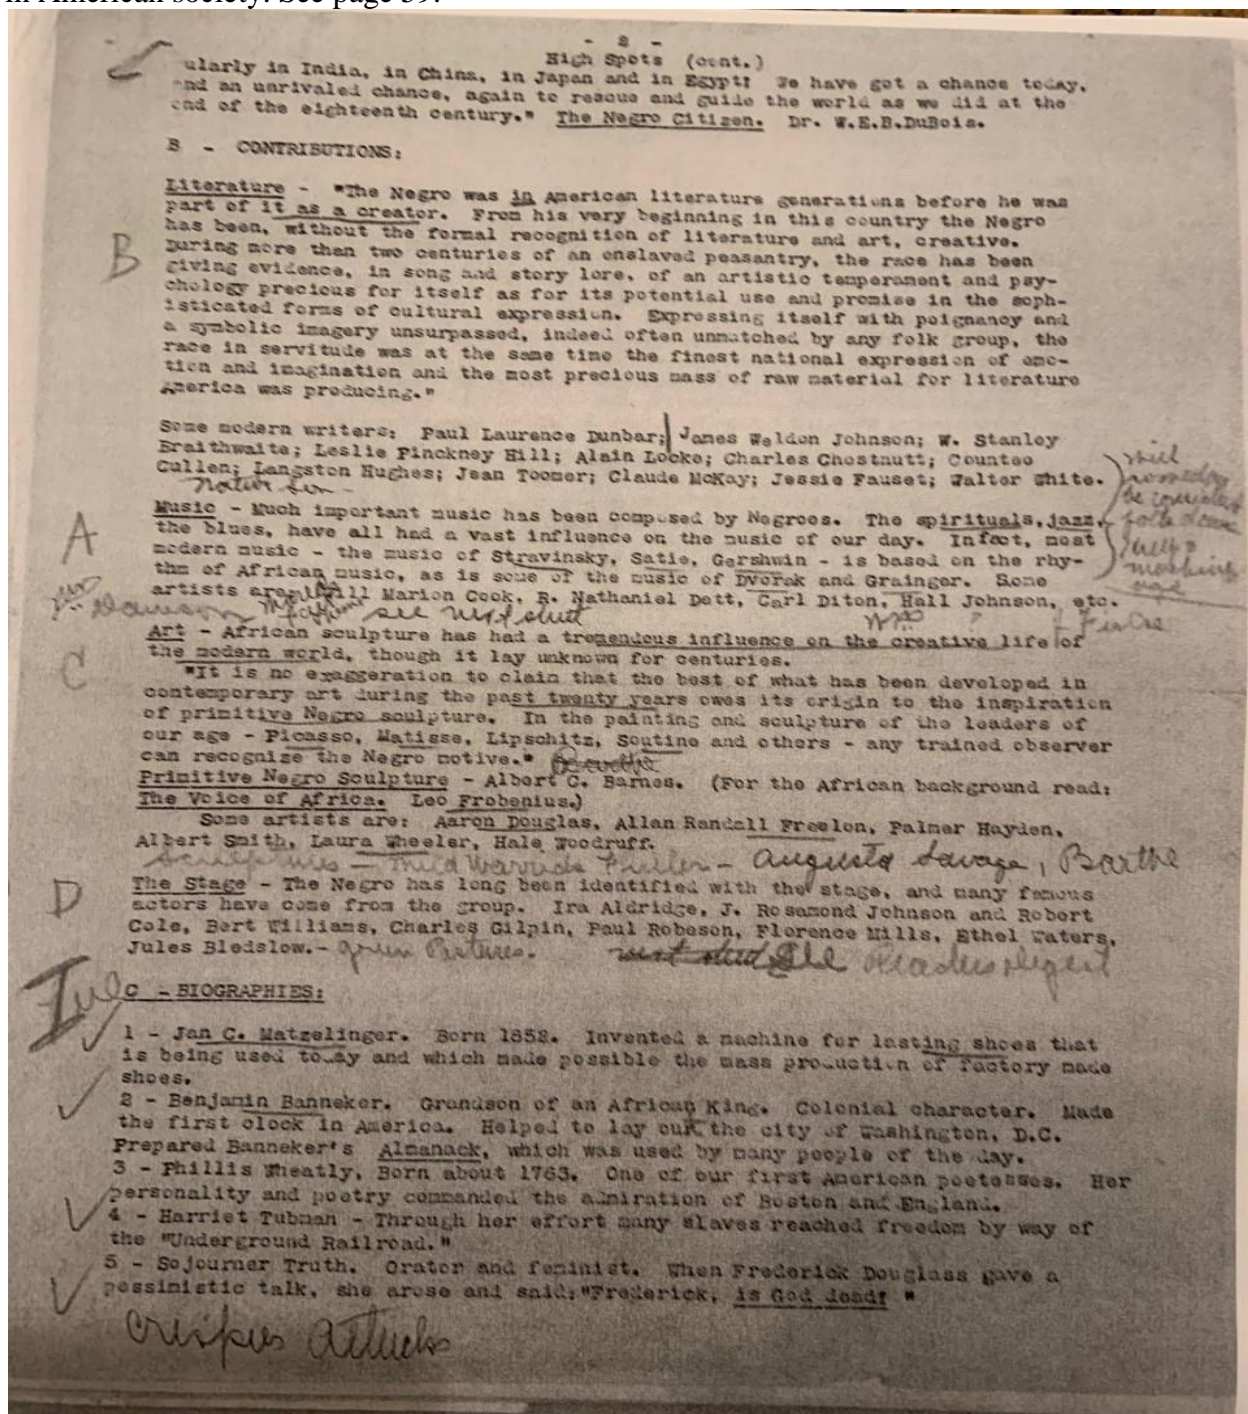 in American society. See page 39.
- 2 -
High Spots (cont.)
ularly in India, in China, in Japan and in Egypt! We have got a chance today,
and an unrivaled chance, again to rescue and guide the world as we did at the
end of the eighteenth century." The Negro Citizen. Dr. W.E.B.DuBois.
B - CONTRIBUTIONS:
Literature - "The Negro was in American literature generations before he was
part of it as a creator. From his very beginning in this country the Negro
has been, without the formal recognition of literature and art, creative.
During more than two centuries of an enslaved peasantry, the race has been
B
giving evidence, in song and story lore, of an artistic temperament and psy-
chology precious for itself as for its potential use and promise in the soph-
isticated forms of cultural expression. Expressing itself with poignancy and
a symbolic imagery unsurpassed, indeed often unmatched by any folk group, the
race in servitude was at the same time the finest national expression of emo-
tion and imagination and the most precious mass of raw material for literature
America was producing."
Some modern writers: Paul Laurence Dunbar; James Weldon Johnson; W. Stanley
Braithwaite; Leslie Pinckney Hill; Alain Locke; Charles Chestnutt; Countee
Cullen; Langston Hughes; Jean Toomer; Claude McKay; Jessie Fauset; Walter White.
Native Son -
will
someday
be considered
folk
machine
age
Music - Much important music has been composed by Negroes. The spirituals, jazz,
A
the blues, have all had a vast influence on the music of our day. Infact, most
modern music - the music of Stravinsky, Satie, Gershwin - is based on the rhy-
thm of African music, as is some of the music of Dvorak and Grainger. Some
artists are Will Marion Cook, R. Nathaniel Dett, Carl Diton, Hall Johnson, etc.
Wm Dawson
see next sheet
Art - African sculpture has had a tremendous influence on the creative life of
C
the modern world, though it lay unknown for centuries.
"It is no exaggeration to claim that the best of what has been developed in
contemporary art during the past twenty years owes its origin to the inspiration
of primitive Negro sculpture. In the painting and sculpture of the leaders of
our age - Picasso, Matisse, Lipschitz, Soutine and others - any trained observer
can recognize the Negro motive."
Primitive Negro Sculpture - Albert C. Barnes. (For the African background read:
The Voice of Africa. Leo Frobenius.)
Some artists are: Aaron Douglas, Allan Randall Freelon, Palmer Hayden,
Albert Smith, Laura Wheeler, Hale Woodruff.
Sculptures - Meta Warrick Fuller - Augusta Savage, Barthe
D
The Stage - The Negro has long been identified with the stage, and many famous
actors have come from the group. Ira Aldridge, J. Rosamond Johnson and Robert
Cole, Bert Williams, Charles Gilpin, Paul Robeson, Florence Mills, Ethel Waters,
Jules Bledslow. - Green Pastures. Readers Digest
C - BIOGRAPHIES:
1 - Jan C. Matzelinger. Born 1852. Invented a machine for lasting shoes that
is being used today and which made possible the mass production of factory made
shoes.
2 - Benjamin Banneker. Grandson of an African King. Colonial character. Made
the first clock in America. Helped to lay out the city of Washington, D.C.
Prepared Banneker's Almanack, which was used by many people of the day.
3 - Phillis Wheatly, Born about 1763. One of our first American poetesses. Her
personality and poetry commanded the admiration of Boston and England.
4 - Harriet Tubman - Through her effort many slaves reached freedom by way of
the "Underground Railroad."
5 - Sojourner Truth. Orator and feminist. When Frederick Douglass gave a
pessimistic talk, she arose and said:"Frederick, is God dead! "
Crispus Attucks